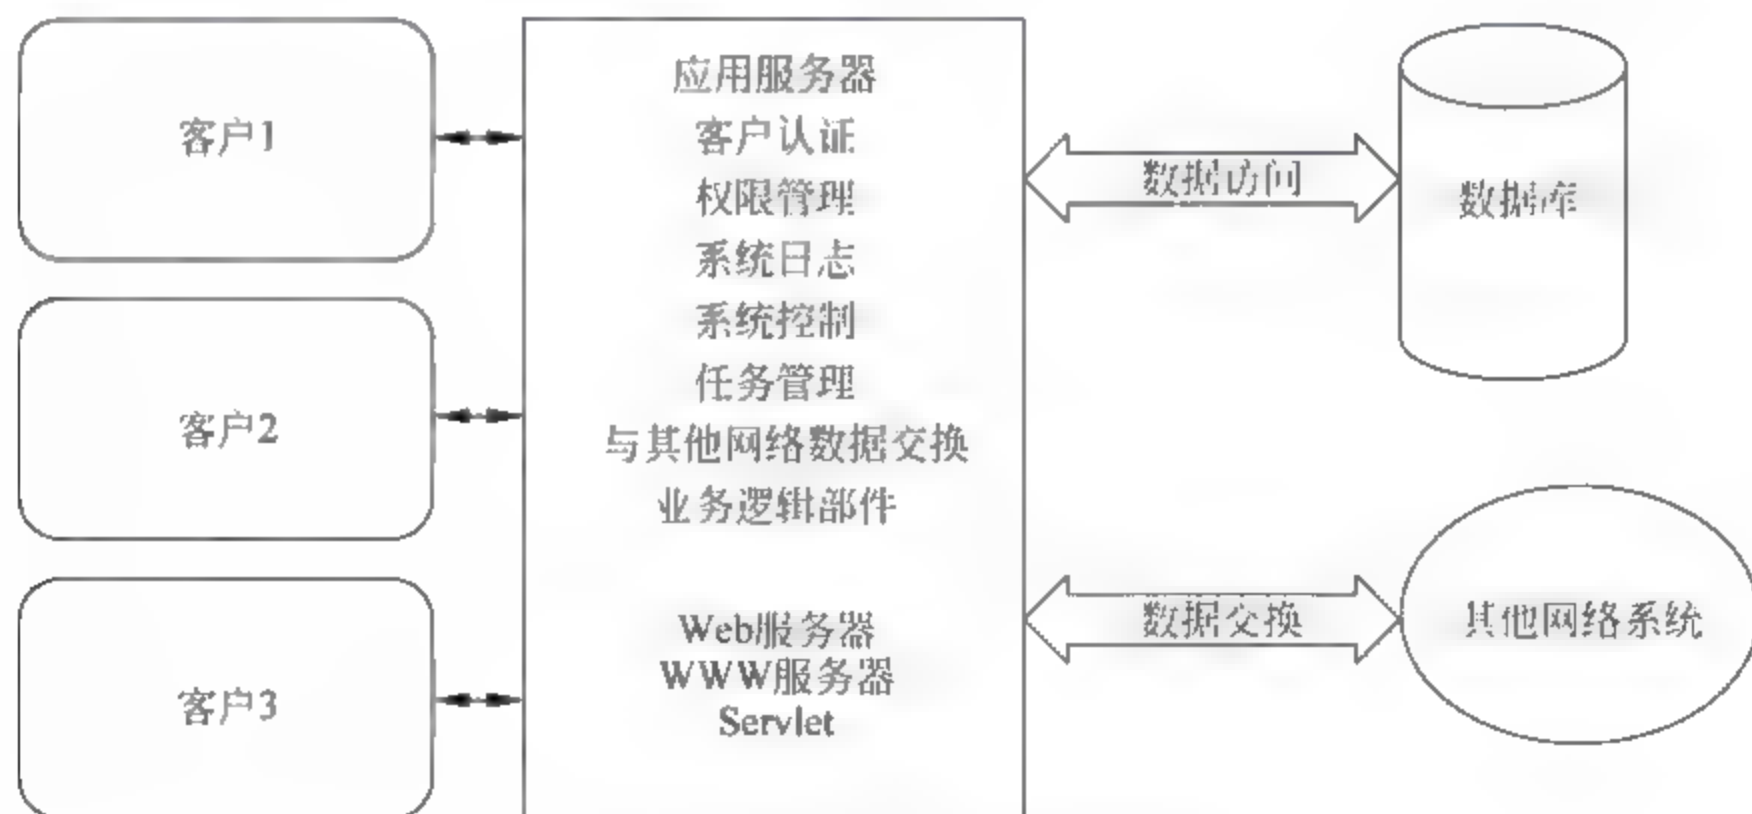 客户1
客户2
客户3
应用服务器
客户认证
权限管理
系统日志
系统控制
任务管理
与其他网络数据交换
业务逻辑部件
Web服务器
WWW服务器
Servlet
数据访问
数据库
数据交换
其他网络系统